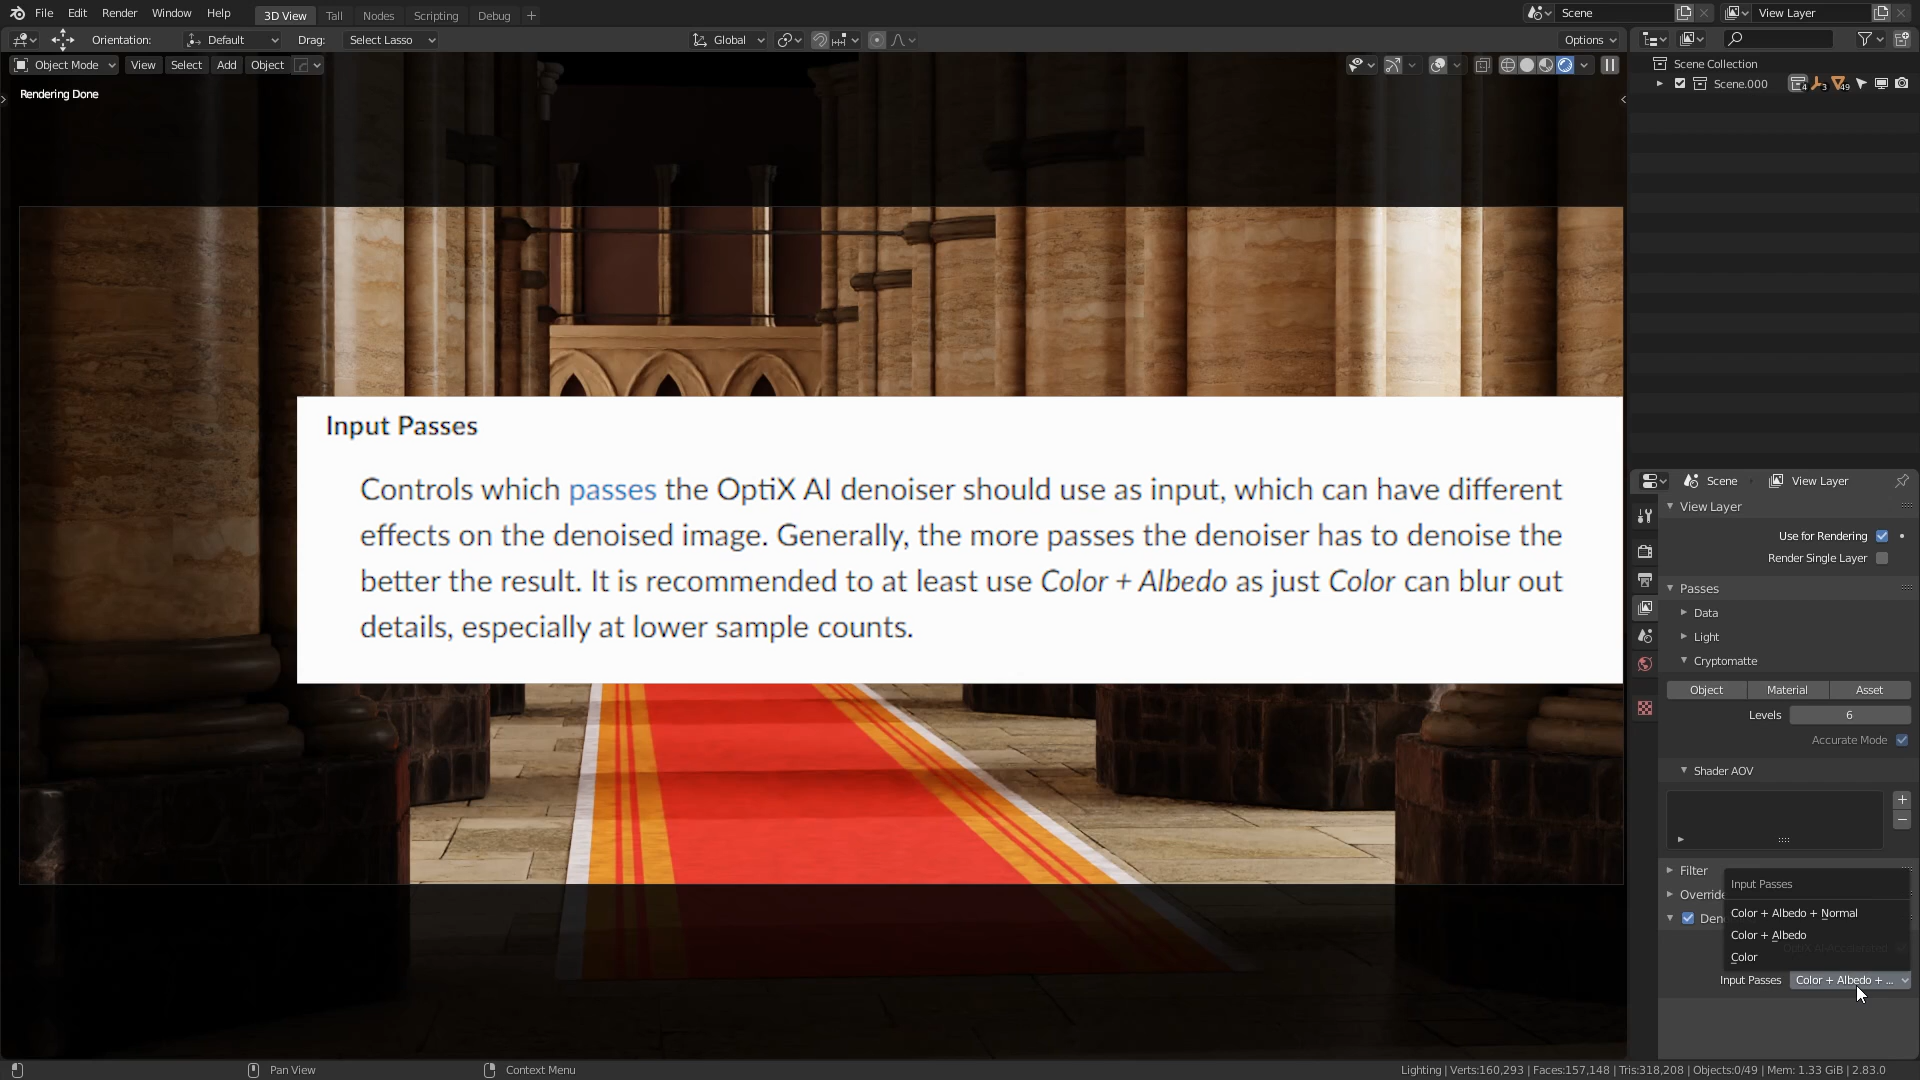 File Edit Render Window Help 3D View Tall Nodes Scripting Debug + Scene View Layer
Orientation: Default Drag: Select Lasso Global Options
Object Mode View Select Add Object
Rendering Done
Scene Collection
Scene.000 4 3 49
Input Passes
Controls which passes the OptiX AI denoiser should use as input, which can have different
effects on the denoised image. Generally, the more passes the denoiser has to denoise the
better the result. It is recommended to at least use Color + Albedo as just Color can blur out
details, especially at lower sample counts.
Scene View Layer
View Layer
Use for Rendering
Render Single Layer
Passes
Data
Light
Cryptomatte
Object Material Asset
Levels 6
Accurate Mode
Shader AOV
Filter
Override
Input Passes
Color + Albedo + Normal
Color + Albedo
Color
Input Passes Color + Albedo + ...
Pan View Context Menu Lighting | Verts:160,293 | Faces:157,148 | Tris:318,208 | Objects:0/49 | Mem: 1.33 GiB | 2.83.0